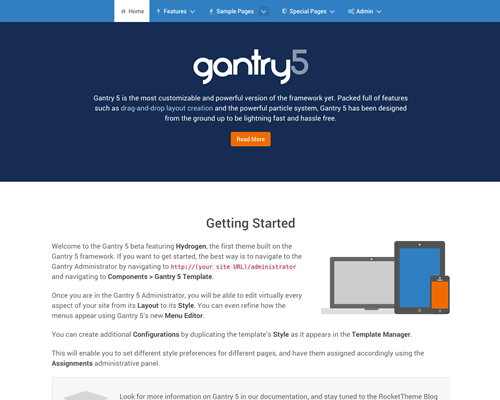 Home Features Sample Pages Special Pages Admin
gantry5
Gantry 5 is the most customizable and powerful version of the framework yet. Packed full of features
such as drag-and-drop layout creation and the powerful particle system, Gantry 5 has been designed
from the ground up to be lightning fast and hassle free.
Read More
Getting Started
Welcome to the Gantry 5 beta featuring Hydrogen, the first theme built on the
Gantry 5 framework. If you want to get started, the best way is to navigate to the
Gantry Administrator by navigating to http://(your site URL)/administrator
and navigating to Components > Gantry 5 Template.
Once you are in the Gantry 5 Administrator, you will be able to edit virtually every
aspect of your site from its Layout to its Style. You can even refine how the
menus appear using Gantry 5's new Menu Editor.
You can create additional Configurations by duplicating the template's Style as it appears in the Template Manager.
This will enable you to set different style preferences for different pages, and have them assigned accordingly using the
Assignments administrative panel.
Look for more information on Gantry 5 in our documentation, and stay tuned to the RocketTheme Blog